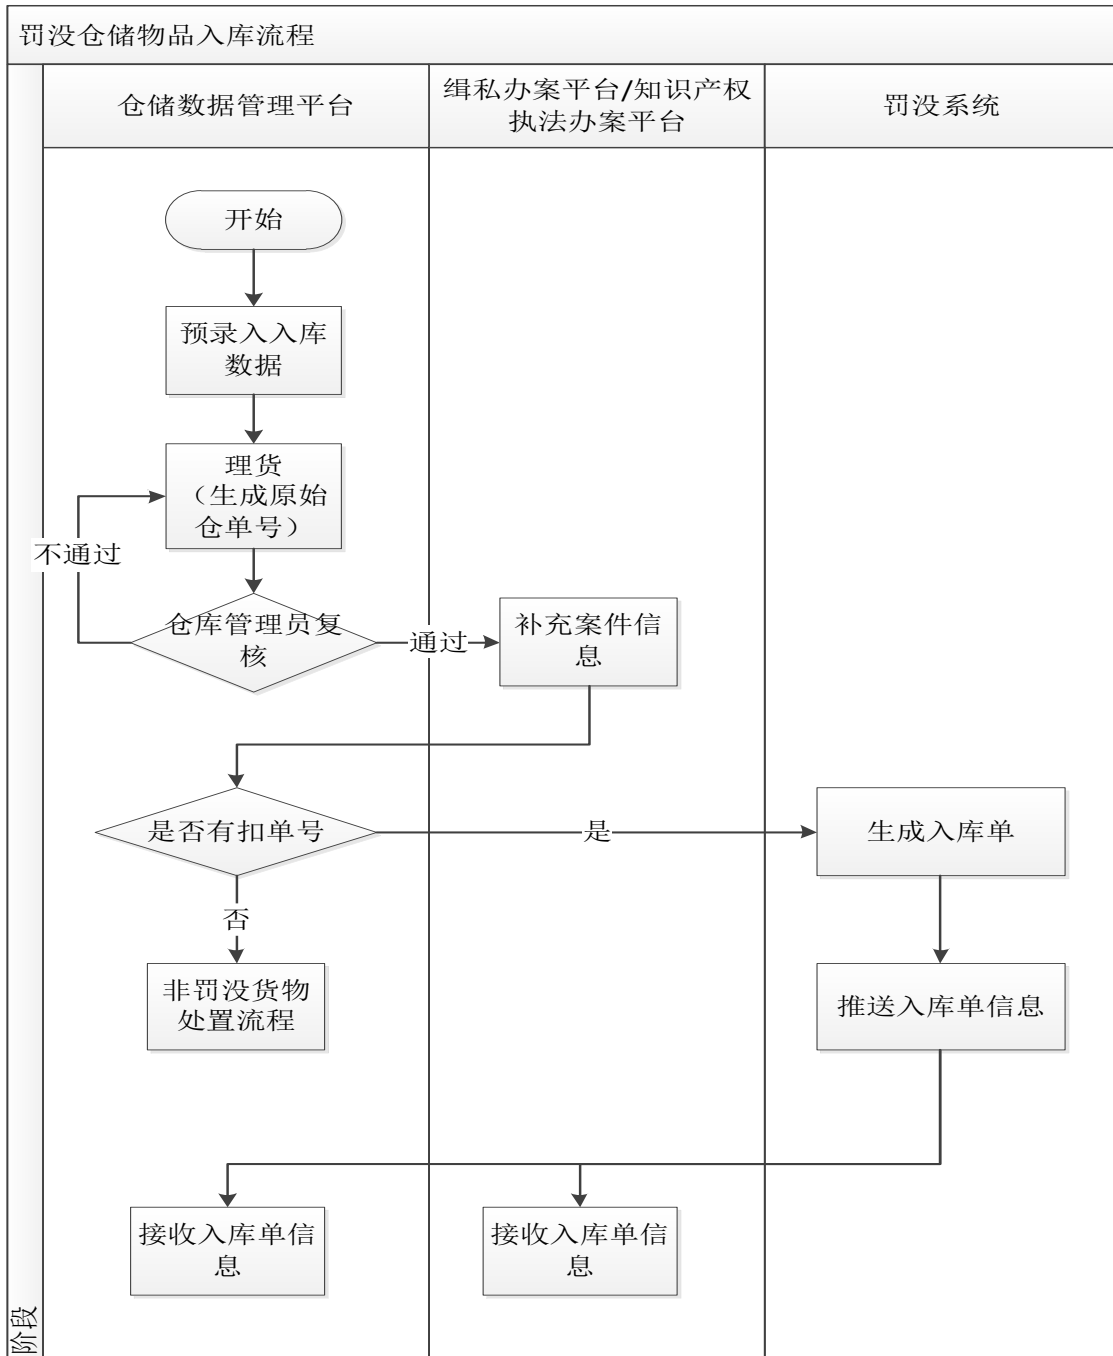 罚没仓储物品入库流程
仓储数据管理平台
缉私办案平台/知识产权
执法办案平台
罚没系统
开始
预录入入库
数据
理货
（生成原始
仓单号）
不通过
仓库管理员复
核
通过
补充案件信
息
是否有扣单号
是
生成入库单
否
非罚没货物
处置流程
推送入库单信息
接收入库单信
息
接收入库单信
息
阶段